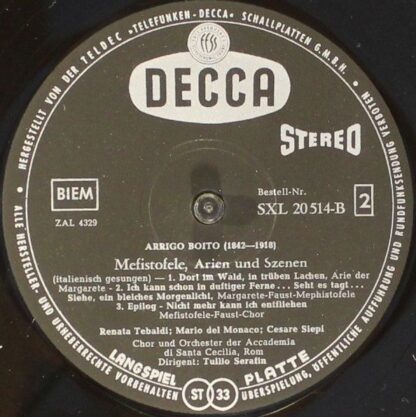 HERGESTELLT VON DER TELDEC »TELEFUNKEN-DECCA« SCHALLPLATTEN G.M.B.H.
DECCA
STEREO
BIEM
ZAL 4329
Bestell-Nr.
SXL 20 514-B
2
ARRIGO BOITO (1842—1918)
Mefistofele, Arien und Szenen
(italienisch gesungen) — 1. Dort im Wald, in trüben Lachen, Arie der
Margarete - 2. Ich kann schon in duftiger Ferne... Seht es tagt...
Siehe, ein bleiches Morgenlicht, Margarete-Faust-Mephistofele
3. Epilog - Nicht mehr kann ich entfliehen
Mefistofele-Faust-Chor
Renata Tebaldi; Mario del Monaco; Cesare Siepi
Chor und Orchester der Accademia
di Santa Cecilia, Rom
Dirigent: Tullio Serafin
LANGSPIEL ST 33 PLATTE
ALLE HERSTELLER- UND URHEBERRECHTE VORBEHALTEN
ÜBERSPIELUNG, ÖFFENTLICHE AUFFÜHRUNG UND RUNDFUNKSENDUNG VERBOTEN